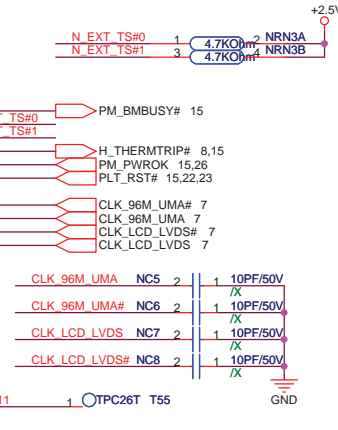 +2.5V
N_EXT_TS#0 1 4.7KOhm 2 NRN3A
N_EXT_TS#1 3 4.7KOhm 4 NRN3B
PM_BMBUSY# 15
TS#0
TS#1
H_THERMTRIP# 8,15
PM_PWROK 15,26
PLT_RST# 15,22,23
CLK_96M_UMA# 7
CLK_96M_UMA 7
CLK_LCD_LVDS# 7
CLK_LCD_LVDS 7
CLK_96M_UMA NC5 2 1 10PF/50V
/X
CLK_96M_UMA# NC6 2 1 10PF/50V
/X
CLK_LCD_LVDS NC7 2 1 10PF/50V
/X
CLK_LCD_LVDS# NC8 2 1 10PF/50V
/X
GND
1 TPC26T T55